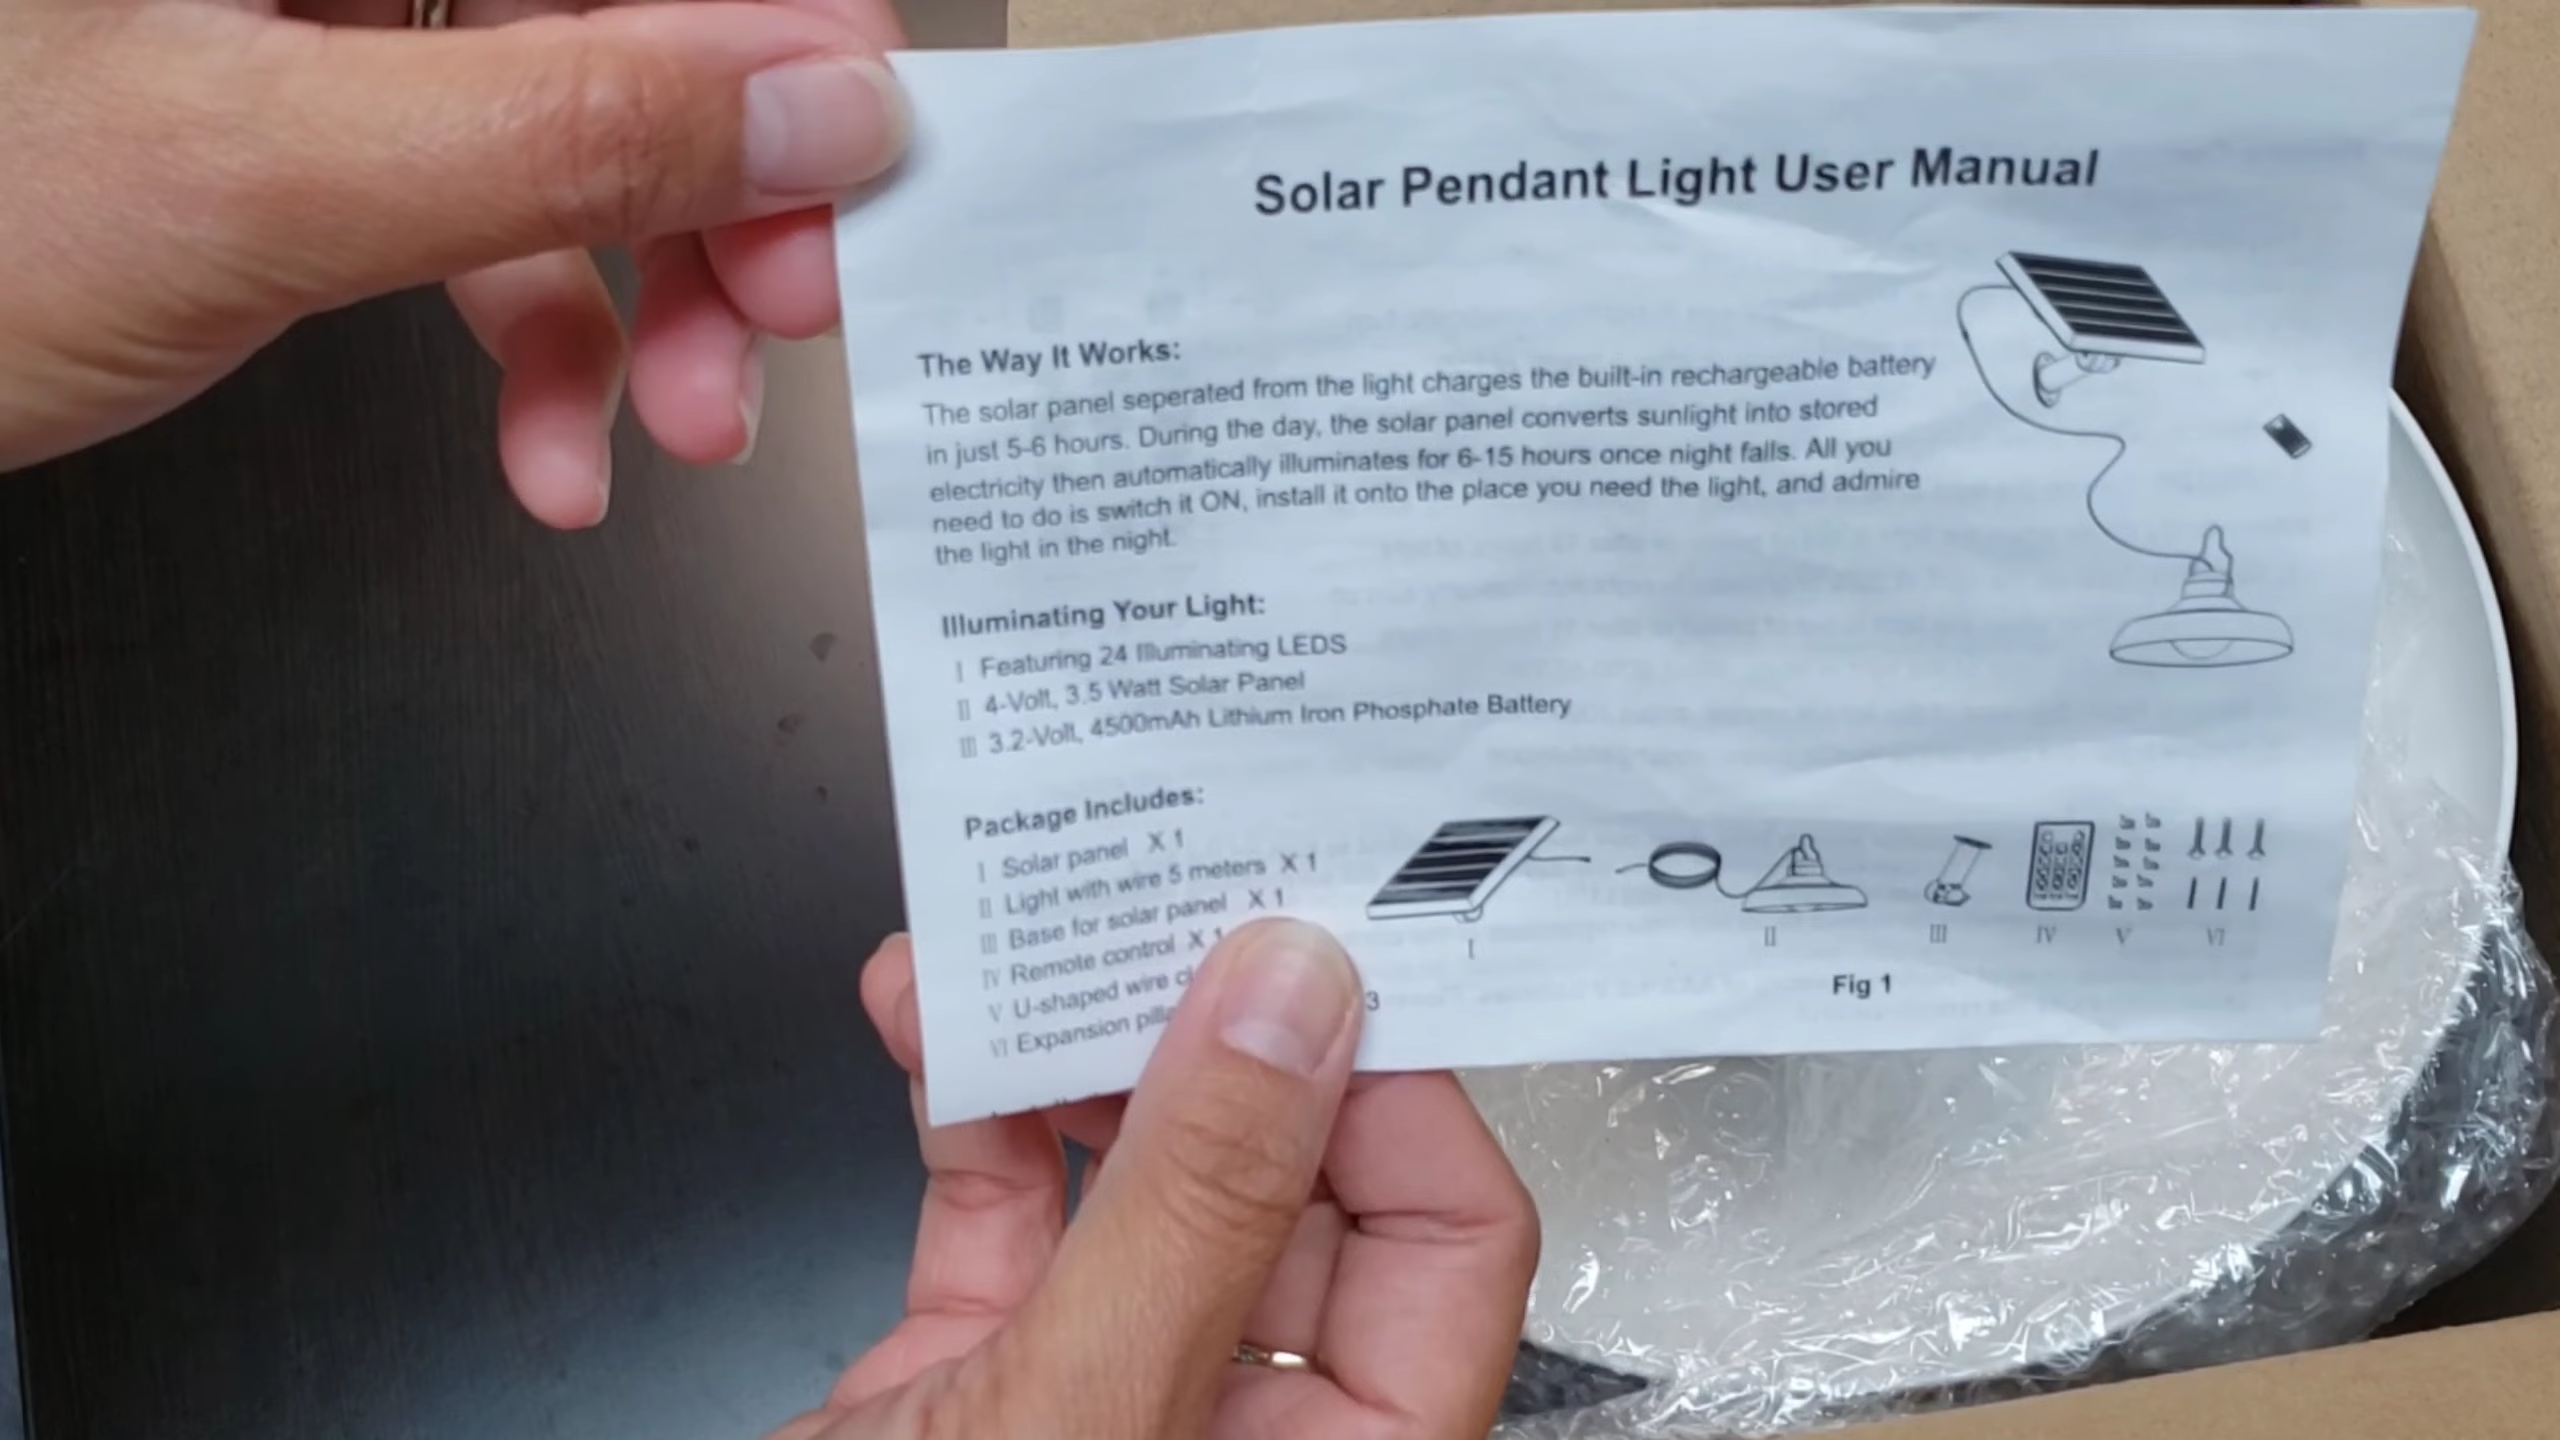 Solar Pendant Light User Manual
The Way It Works:
The solar panel seperated from the light charges the built-in rechargeable battery
in just 5-6 hours. During the day, the solar panel converts sunlight into stored
electricity then automatically illuminates for 6-15 hours once night falls. All you
need to do is switch it ON, install it onto the place you need the light, and admire
the light in the night.
Illuminating Your Light:
I Featuring 24 Illuminating LEDS
II 4-Volt, 3.5 Watt Solar Panel
III 3.2-Volt, 4500mAh Lithium Iron Phosphate Battery
Package Includes:
I Solar panel X 1
II Light with wire 5 meters X 1
III Base for solar panel X 1
IV Remote control X 1
V U-shaped wire
VI Expansion
3
I II III IV V VI
Fig 1